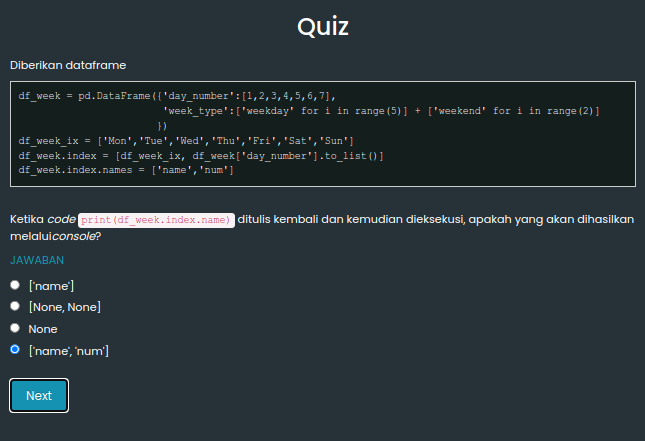 Quiz
Diberikan dataframe
df_week = pd.DataFrame({'day_number':[1,2,3,4,5,6,7],
'week_type':['weekday' for i in range(5)] + ['weekend' for i in range(2)]
})
df_week_ix = ['Mon','Tue','Wed','Thu','Fri','Sat','Sun']
df_week.index = [df_week_ix, df_week['day_number'].to_list()]
df_week.index.names = ['name','num']
Ketika code print(df_week.index.name) ditulis kembali dan kemudian dieksekusi, apakah yang akan dihasilkan
melaluiconsole?
JAWABAN
['name']
[None, None]
None
['name', 'num']
Next